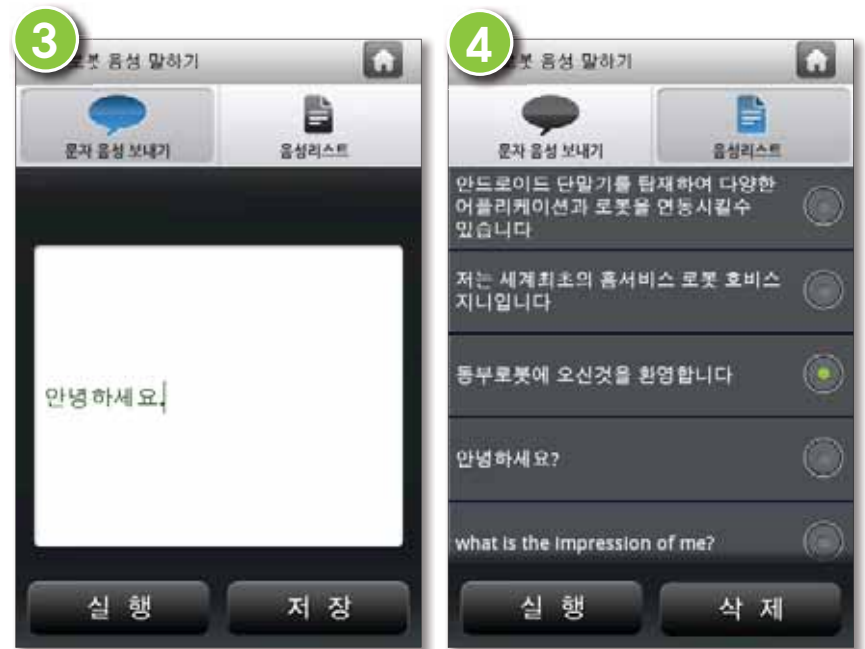 3
봇 음성 말하기
문자 음성 보내기
음성리스트
안녕하세요.
실 행
저 장
4
봇 음성 말하기
문자 음성 보내기
음성리스트
안드로이드 단말기를 탑재하여 다양한
어플리케이션과 로봇을 연동시킬수
있습니다
저는 세계최초의 홈서비스 로봇 호비스
지니입니다
동부로봇에 오신것을 환영합니다
안녕하세요?
what is the impression of me?
실 행
삭 제